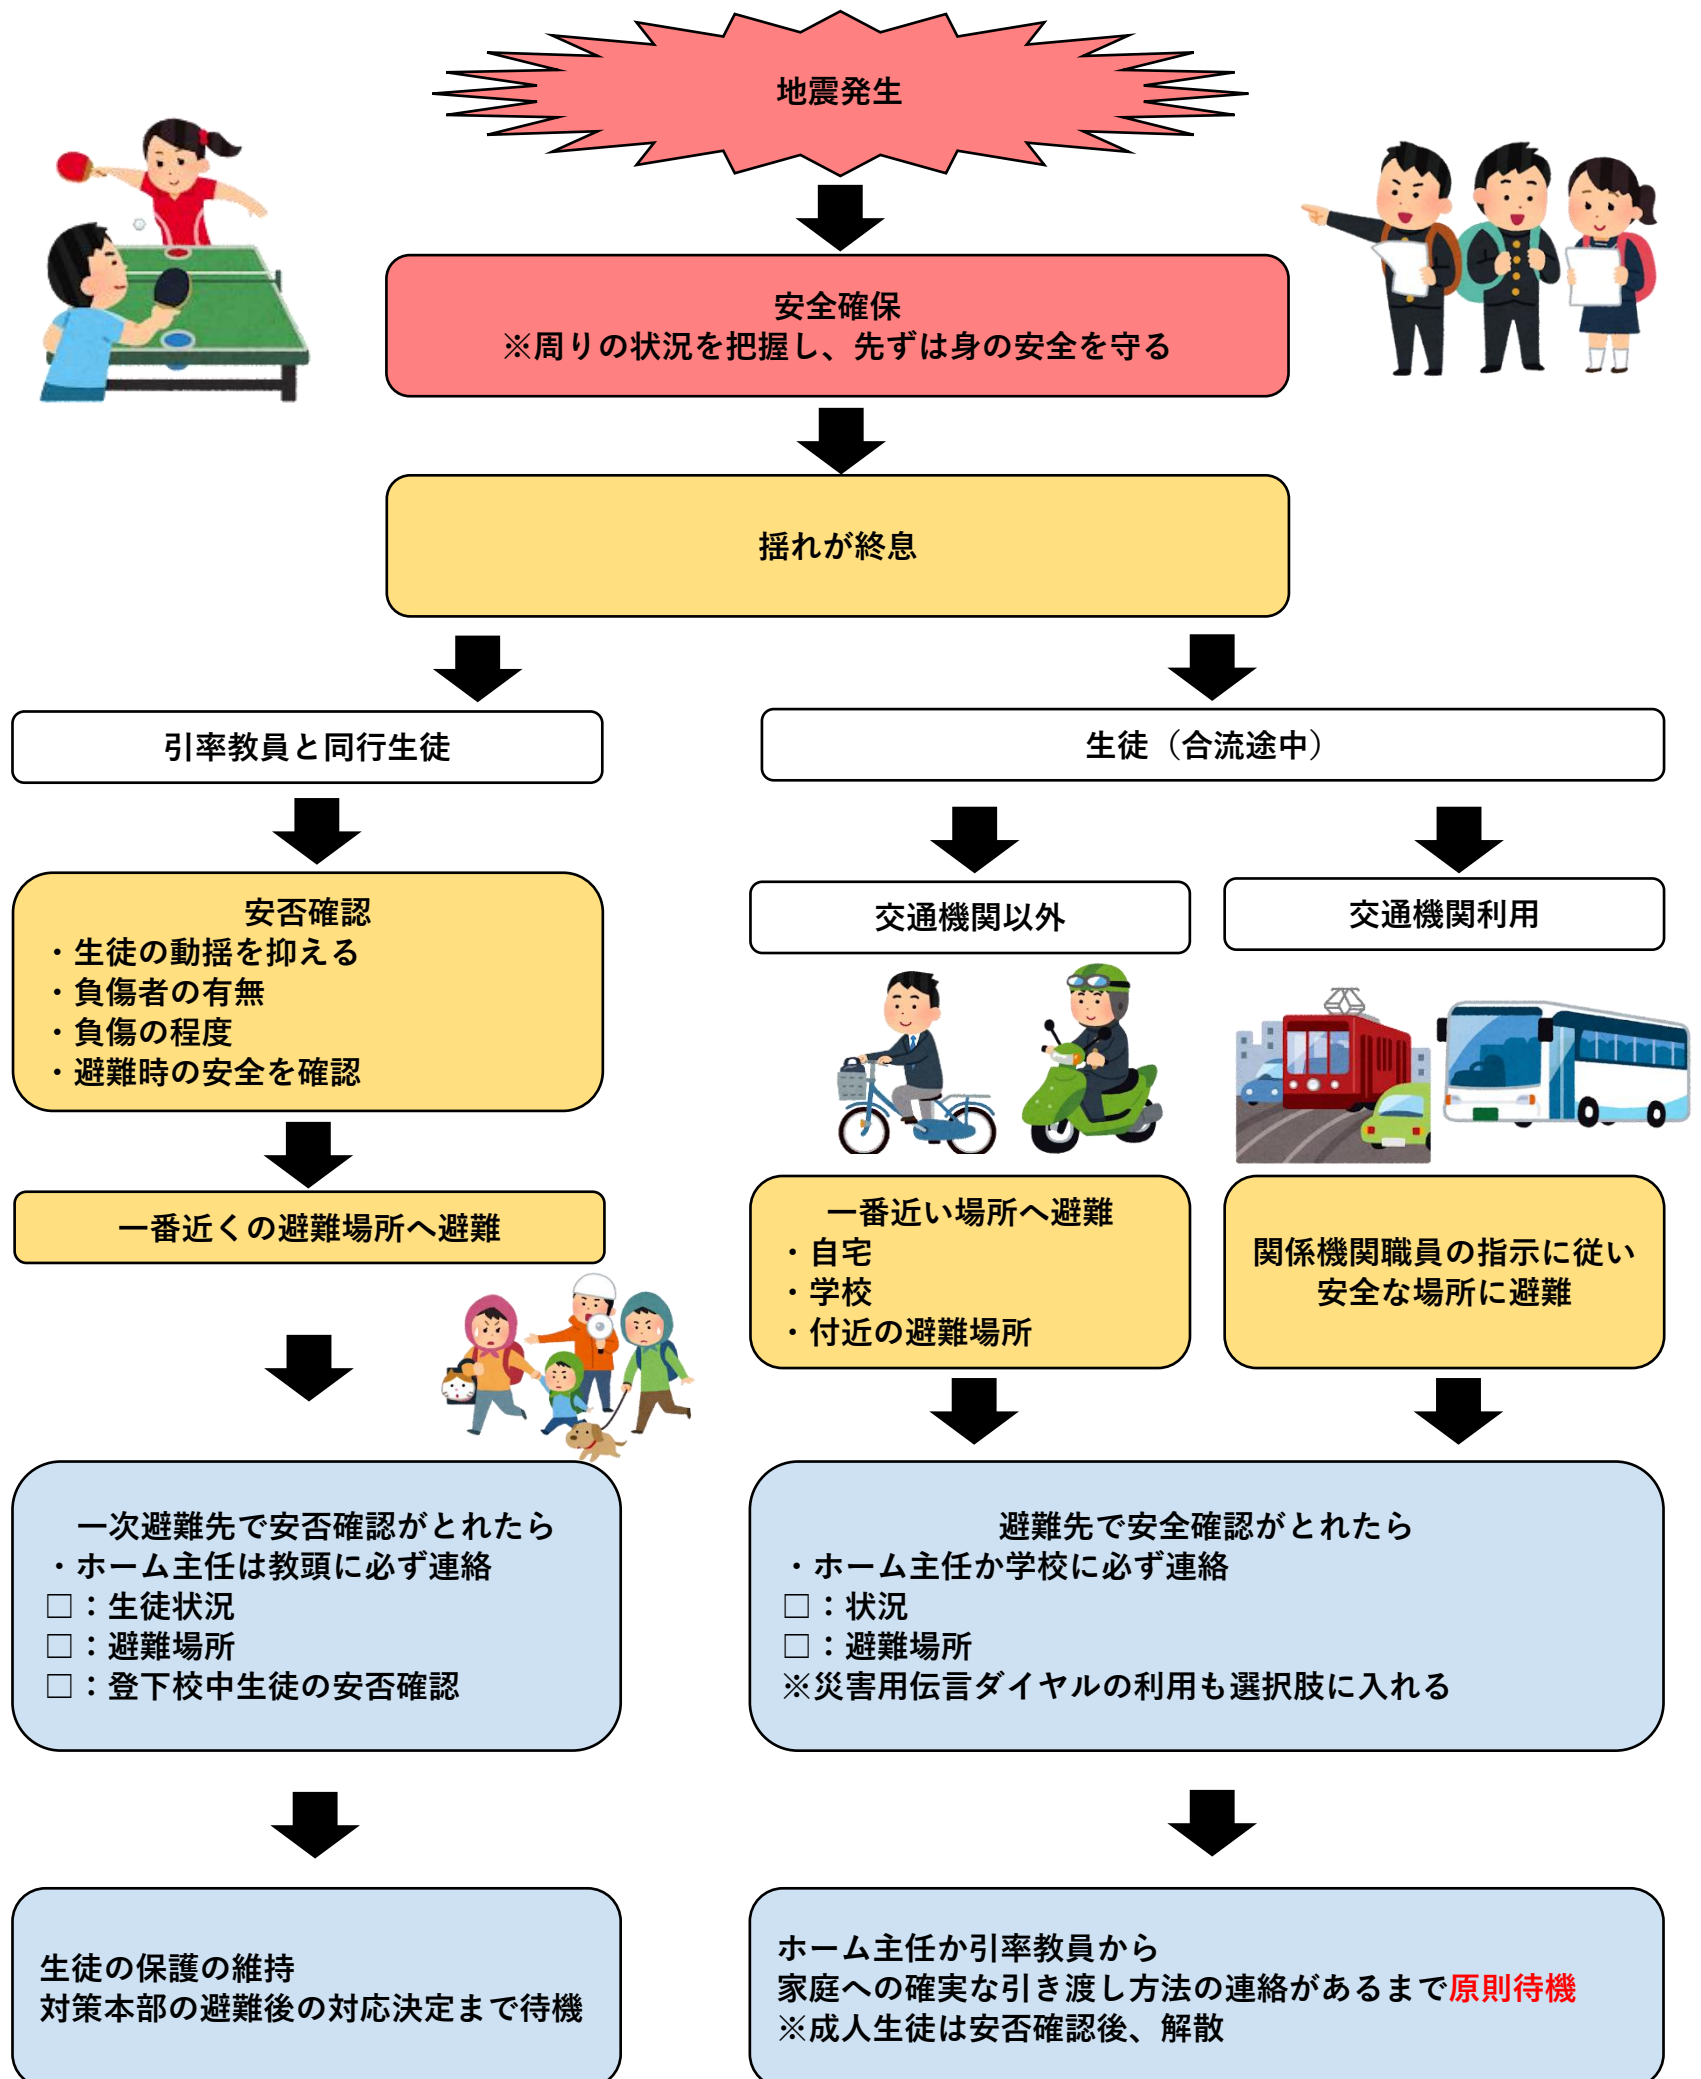 地震発生
安全確保
※周りの状況を把握し、先ずは身の安全を守る
揺れが終息
引率教員と同行生徒
安否確認
・生徒の動揺を抑える
・負傷者の有無
・負傷の程度
・避難時の安全を確認
一番近くの避難場所へ避難
一次避難先で安否確認がとれたら
・ホーム主任は教頭に必ず連絡
□：生徒状況
□：避難場所
□：登下校中生徒の安否確認
生徒の保護の維持
対策本部の避難後の対応決定まで待機
生徒（合流途中）
交通機関以外
一番近い場所へ避難
・自宅
・学校
・付近の避難場所
交通機関利用
関係機関職員の指示に従い
安全な場所に避難
避難先で安全確認がとれたら
・ホーム主任か学校に必ず連絡
□：状況
□：避難場所
※災害用伝言ダイヤルの利用も選択肢に入れる
ホーム主任か引率教員から
家庭への確実な引き渡し方法の連絡があるまで原則待機
※成人生徒は安否確認後、解散